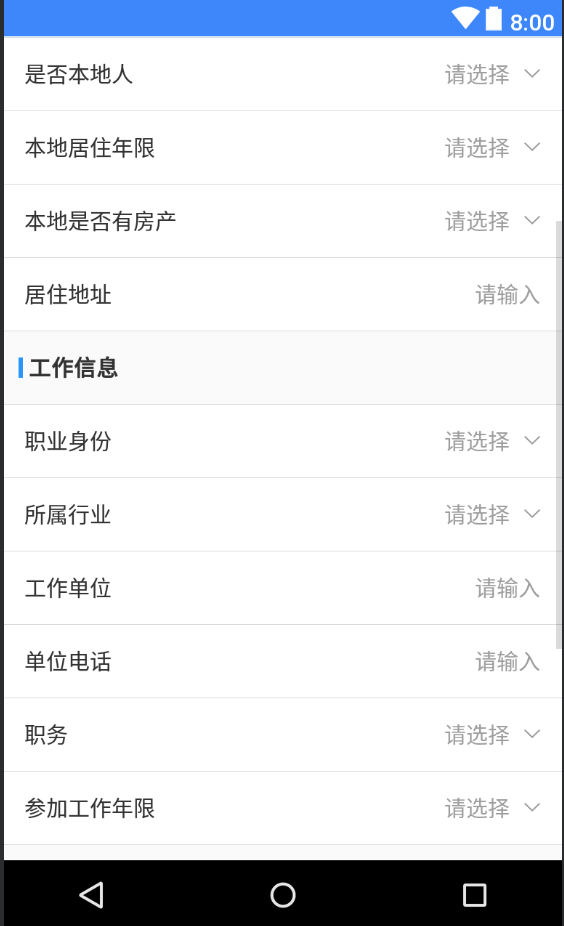 8:00
是否本地人 请选择
本地居住年限 请选择
本地是否有房产 请选择
居住地址 请输入
工作信息
职业身份 请选择
所属行业 请选择
工作单位 请输入
单位电话 请输入
职务 请选择
参加工作年限 请选择